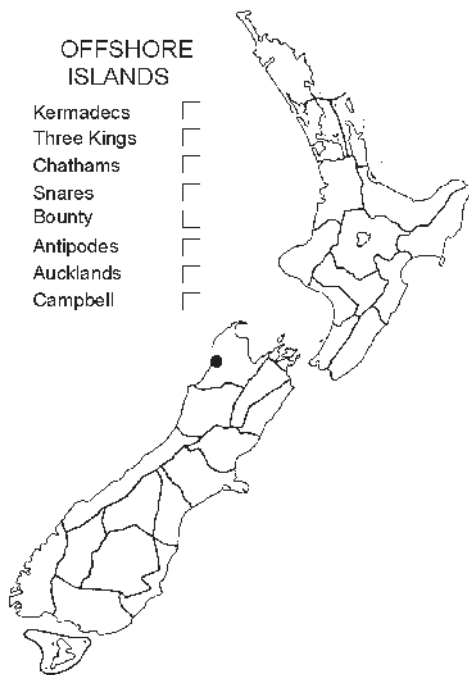 OFFSHORE
ISLANDS
Kermadecs
Three Kings
Chathams
Snares
Bounty
Antipodes
Aucklands
Campbell